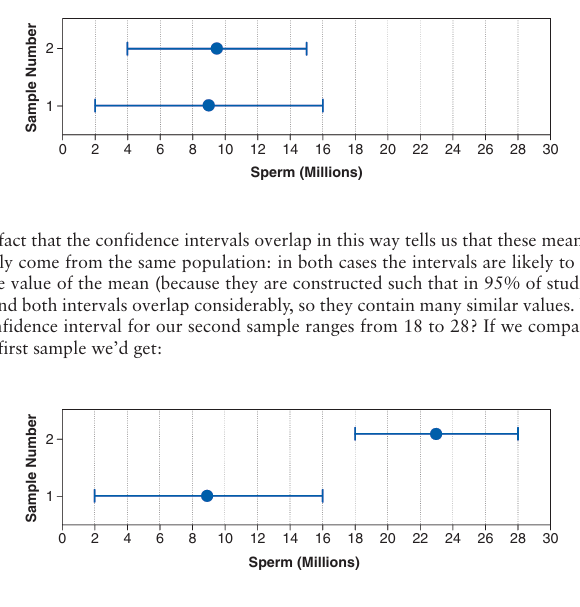 Sample Number
2
1
0 2 4 6 8 10 12 14 16 18 20 22 24 26 28 30
Sperm (Millions)
fact that the confidence intervals overlap in this way tells us that these mean
ly come from the same population: in both cases the intervals are likely to
e value of the mean (because they are constructed such that in 95% of stud
nd both intervals overlap considerably, so they contain many similar values.
nfidence interval for our second sample ranges from 18 to 28? If we compa
first sample we’d get:
Sample Number
2
1
0 2 4 6 8 10 12 14 16 18 20 22 24 26 28 30
Sperm (Millions)